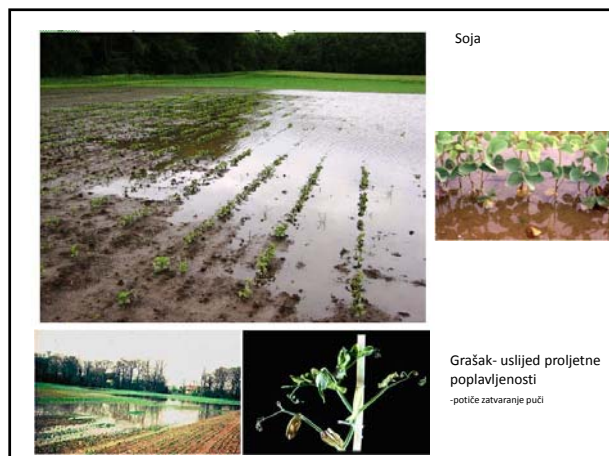 Soja
Grašak- uslijed proljetne
poplavljenosti
-potiče zatvaranje puči